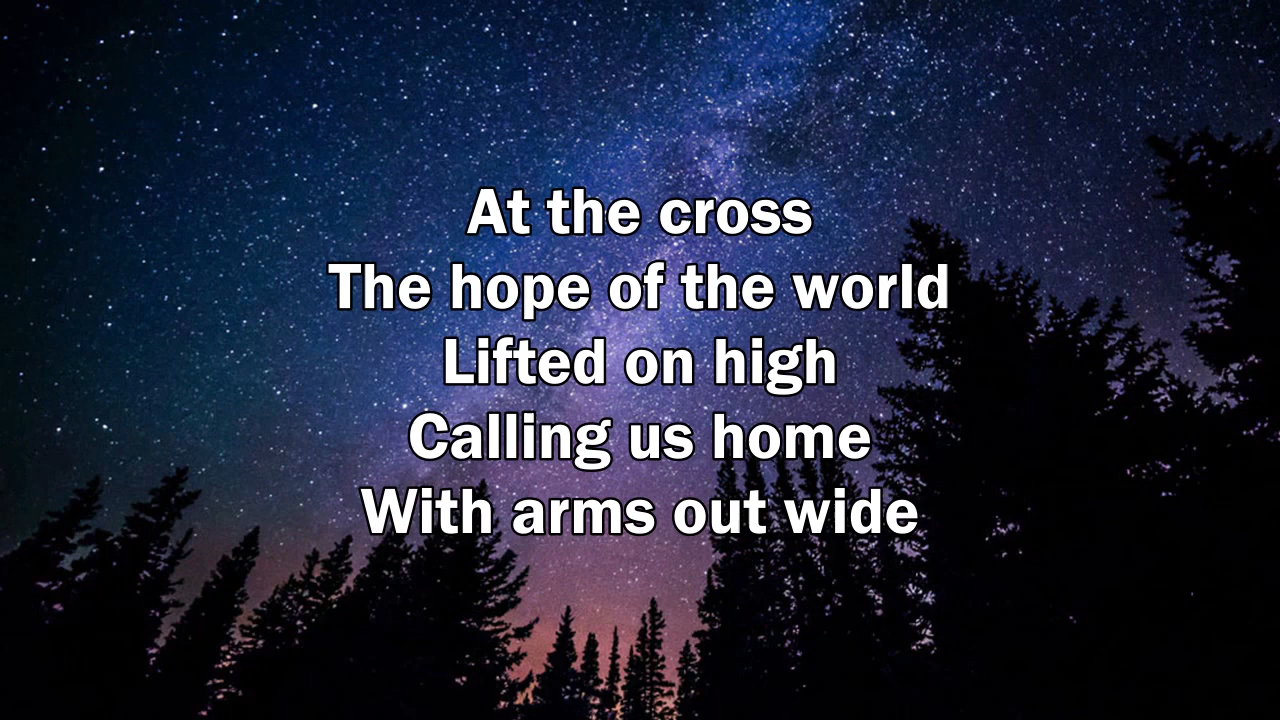 At the cross
The hope of the world
Lifted on high
Calling us home
With arms out wide